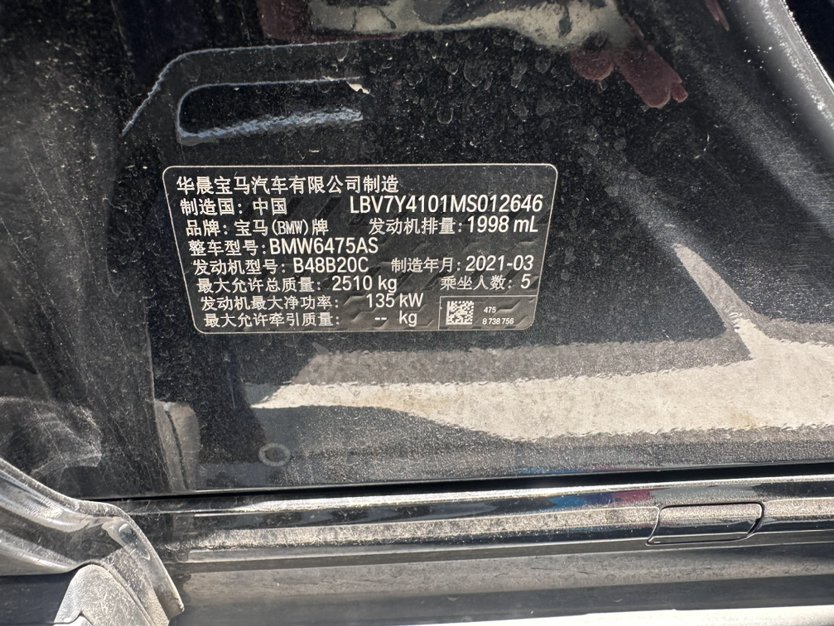 华晨宝马汽车有限公司制造
制造国：中国 LBV7Y4101MS012646
品牌：宝马(BMW)牌 发动机排量：1998 mL
整车型号：BMW6475AS
发动机型号：B48B20C 制造年月：2021-03
最大允许总质量：2510 kg 乘坐人数：5
发动机最大净功率：135 kW
最大允许牵引质量：-- kg
475
8 738 756